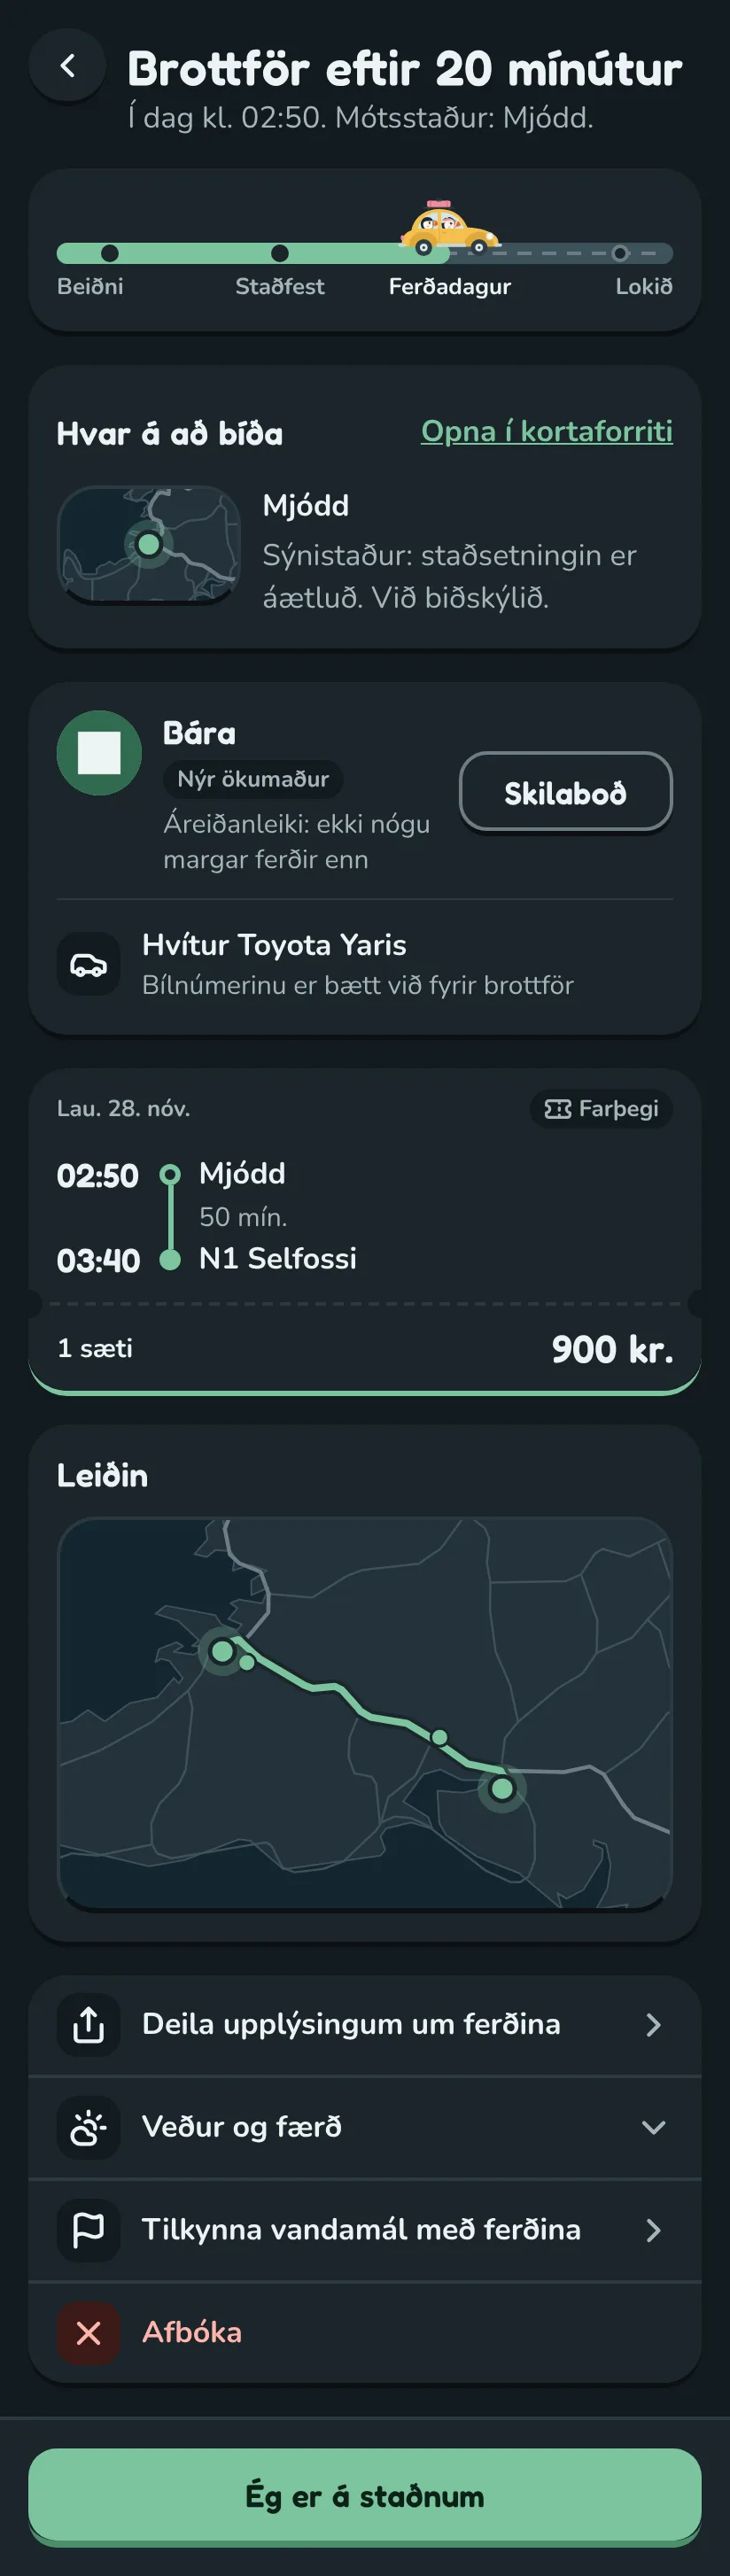 Brottför eftir 20 mínútur
Í dag kl. 02:50. Mótsstaður: Mjódd.
Beiðni
Staðfest
Ferðadagur
Lokið
Hvar á að bíða
Opna í kortaforriti
Mjódd
Sýnistaður: staðsetningin er
áætluð. Við biðskýlið.
Bára
Nýr ökumaður
Áreiðanleiki: ekki nógu
margar ferðir enn
Skilaboð
Hvítur Toyota Yaris
Bílnúmerinu er bætt við fyrir brottför
Lau. 28. nóv.
Farþegi
02:50
Mjódd
50 mín.
03:40
N1 Selfossi
1 sæti
900 kr.
Leiðin
Deila upplýsingum um ferðina
Veður og færð
Tilkynna vandamál með ferðina
Afbóka
Ég er á staðnum